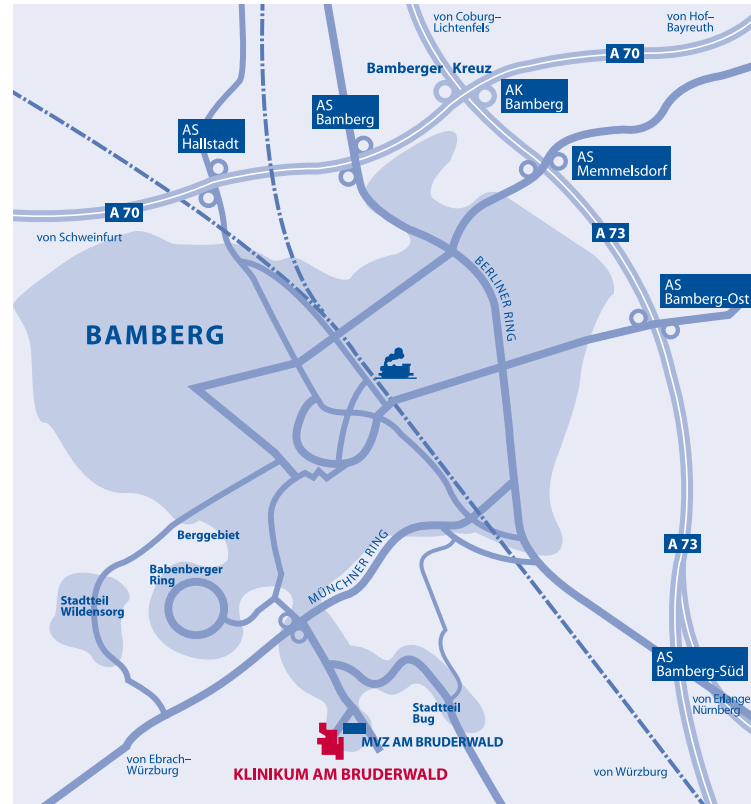 von Coburg–
Lichtenfels
von Hof–
Bayreuth
A 70
Bamberger Kreuz
AK
Bamberg
AS
Bamberg
AS
Hallstadt
AS
Memmelsdorf
A 70
von Schweinfurt
A 73
BERLINER RING
AS
Bamberg-Ost
BAMBERG
Berggebiet
A 73
Babenberger
Ring
MÜNCHNER RING
Stadtteil
Wildensorg
AS
Bamberg-Süd
von Erlange
Nürnberg
Stadtteil
Bug
MVZ AM BRUDERWALD
von Ebrach–
Würzburg
KLINIKUM AM BRUDERWALD
von Würzburg